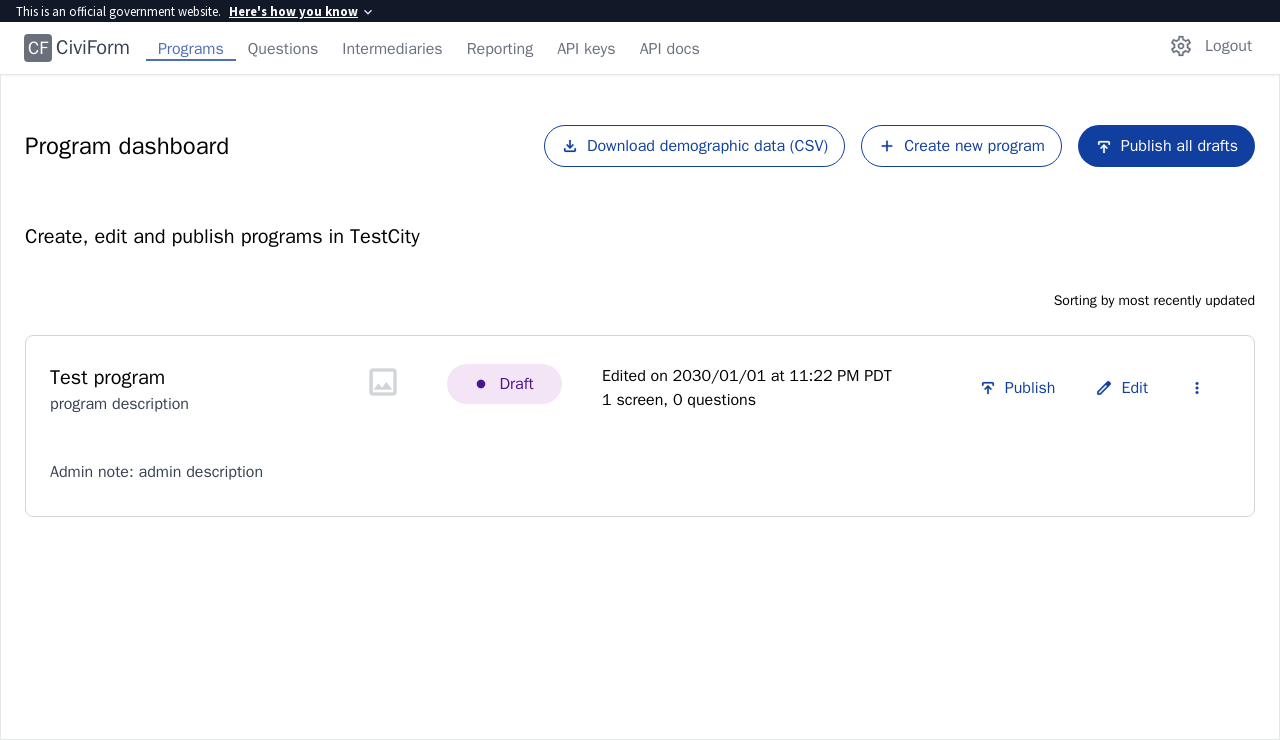 This is an official government website. Here's how you know
CF CiviForm Programs Questions Intermediaries Reporting API keys API docs Logout
Program dashboard Download demographic data (CSV) Create new program Publish all drafts
Create, edit and publish programs in TestCity
Sorting by most recently updated
Test program Draft Edited on 2030/01/01 at 11:22 PM PDT Publish Edit
program description 1 screen, 0 questions
Admin note: admin description